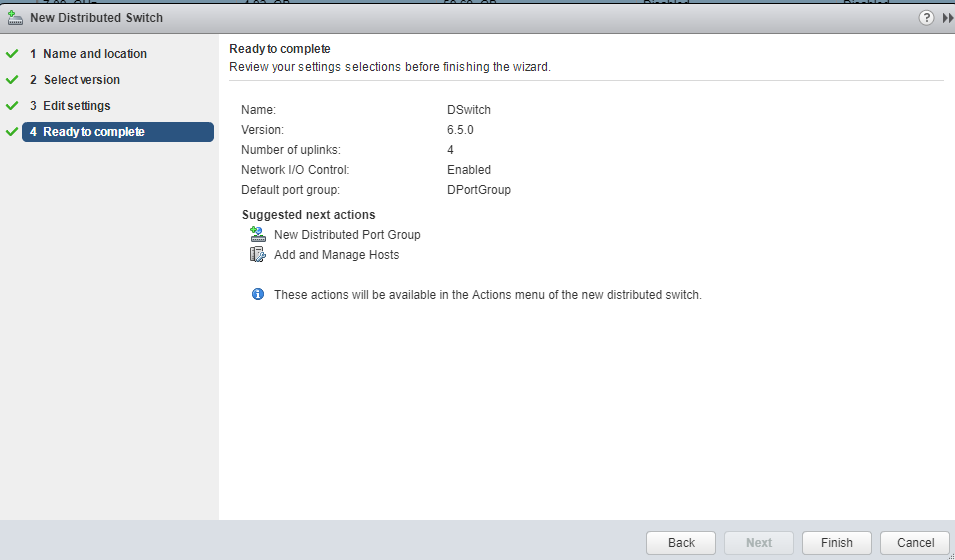 New Distributed Switch
?
1 Name and location
2 Select version
3 Edit settings
4 Ready to complete
Ready to complete
Review your settings selections before finishing the wizard.
Name: DSwitch
Version: 6.5.0
Number of uplinks: 4
Network I/O Control: Enabled
Default port group: DPortGroup
Suggested next actions
New Distributed Port Group
Add and Manage Hosts
These actions will be available in the Actions menu of the new distributed switch.
Back Next Finish Cancel